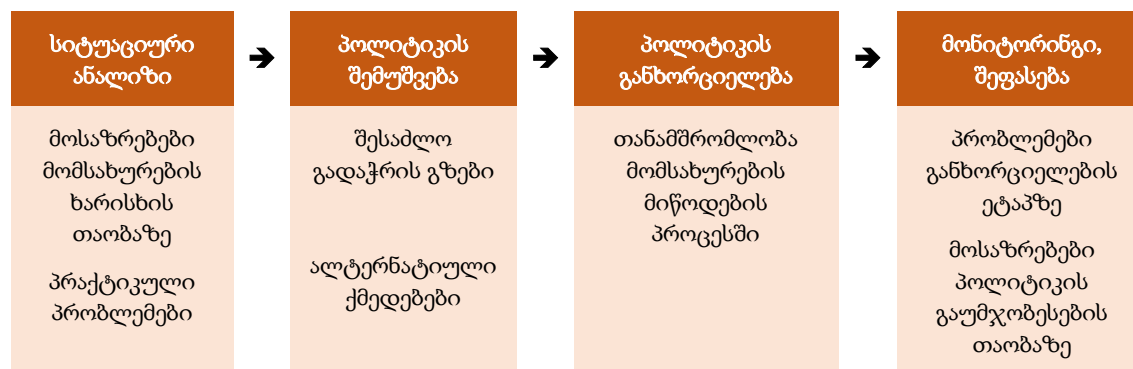 სიტუაციური
ანალიზი
მოსაზრებები
მომსახურების
ხარისხის
თაობაზე
პრაქტიკული
პრობლემები
პოლიტიკის
შემუშვება
შესაძლო
გადაჭრის გზები
ალტერნატიული
ქმედებები
პოლიტიკის
განხორციელება
თანამშრომლობა
მომსახურების
მიწოდების
პროცესში
მონიტორინგი,
შეფასება
პრობლემები
განხორციელების
ეტაპზე
მოსაზრებები
პოლიტიკის
გაუმჯობესების
თაობაზე